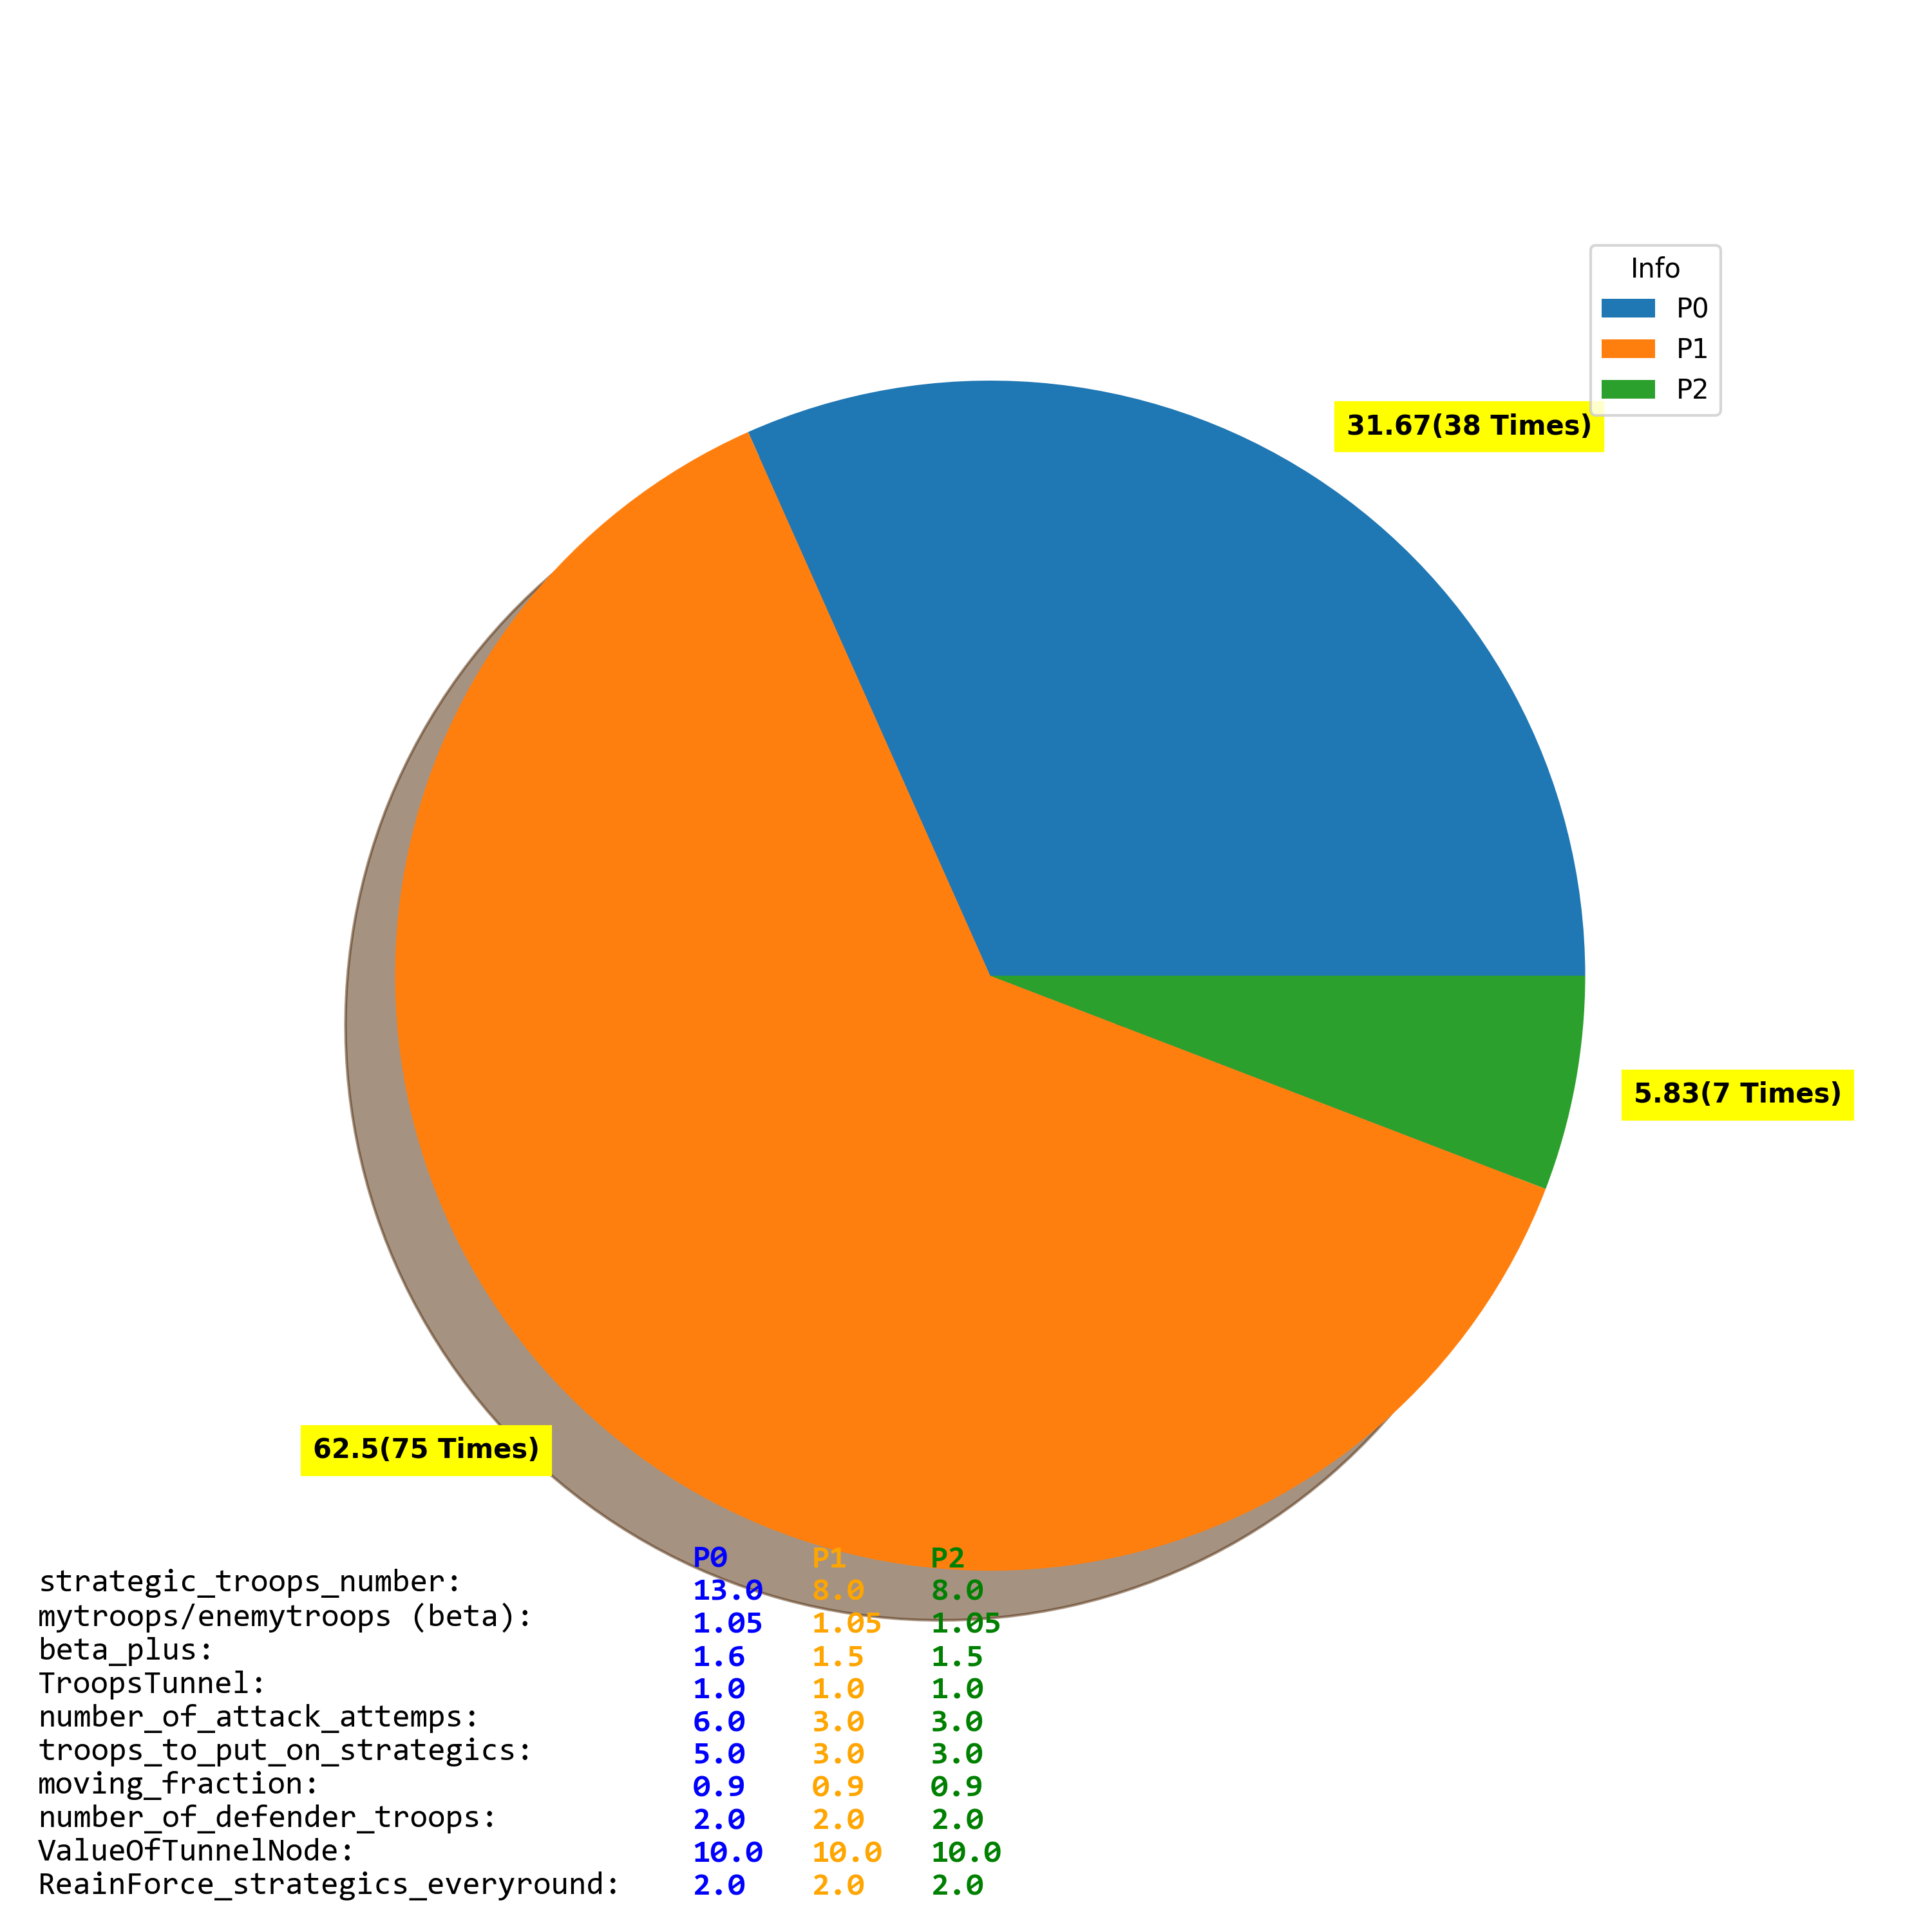 Info
P0
P1
P2
31.67(38 Times)
5.83(7 Times)
62.5(75 Times)
P0 P1 P2
strategic_troops_number: 13.0 8.0 8.0
mytroops/enemytroops (beta): 1.05 1.05 1.05
beta_plus: 1.6 1.5 1.5
TroopsTunnel: 1.0 1.0 1.0
number_of_attack_attemps: 6.0 3.0 3.0
troops_to_put_on_strategics: 5.0 3.0 3.0
moving_fraction: 0.9 0.9 0.9
number_of_defender_troops: 2.0 2.0 2.0
ValueOfTunnelNode: 10.0 10.0 10.0
ReainForce_strategics_everyround: 2.0 2.0 2.0